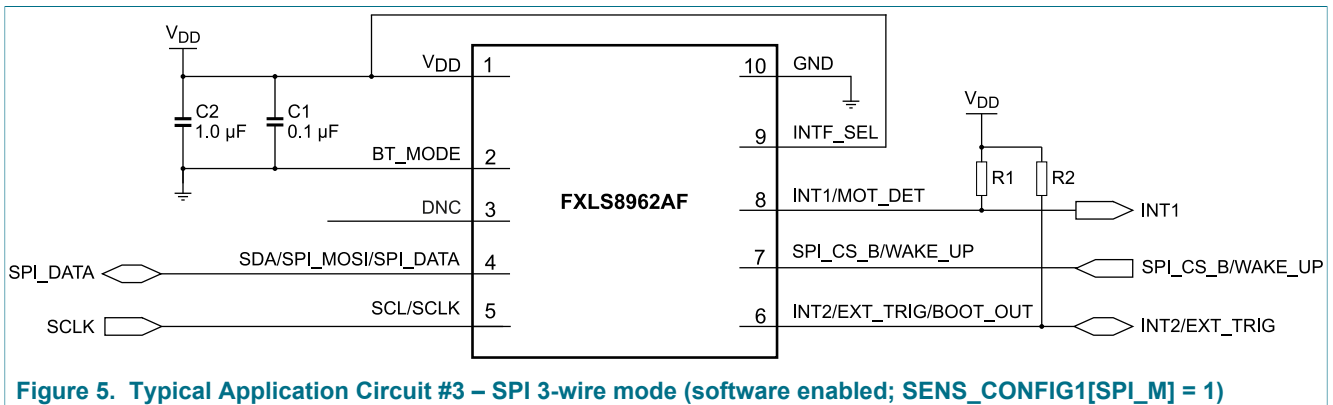 VDD
VDD 1
10 GND
C2
1.0 µF
C1
0.1 µF
VDD
9 INTF_SEL
BT_MODE 2
R1
R2
FXLS8962AF
DNC 3
8 INT1/MOT_DET
INT1
SDA/SPI_MOSI/SPI_DATA 4
SPI_DATA
7 SPI_CS_B/WAKE_UP
SPI_CS_B/WAKE_UP
SCL/SCLK 5
SCLK
6 INT2/EXT_TRIG/BOOT_OUT
INT2/EXT_TRIG
Figure 5. Typical Application Circuit #3 – SPI 3-wire mode (software enabled; SENS_CONFIG1[SPI_M] = 1)